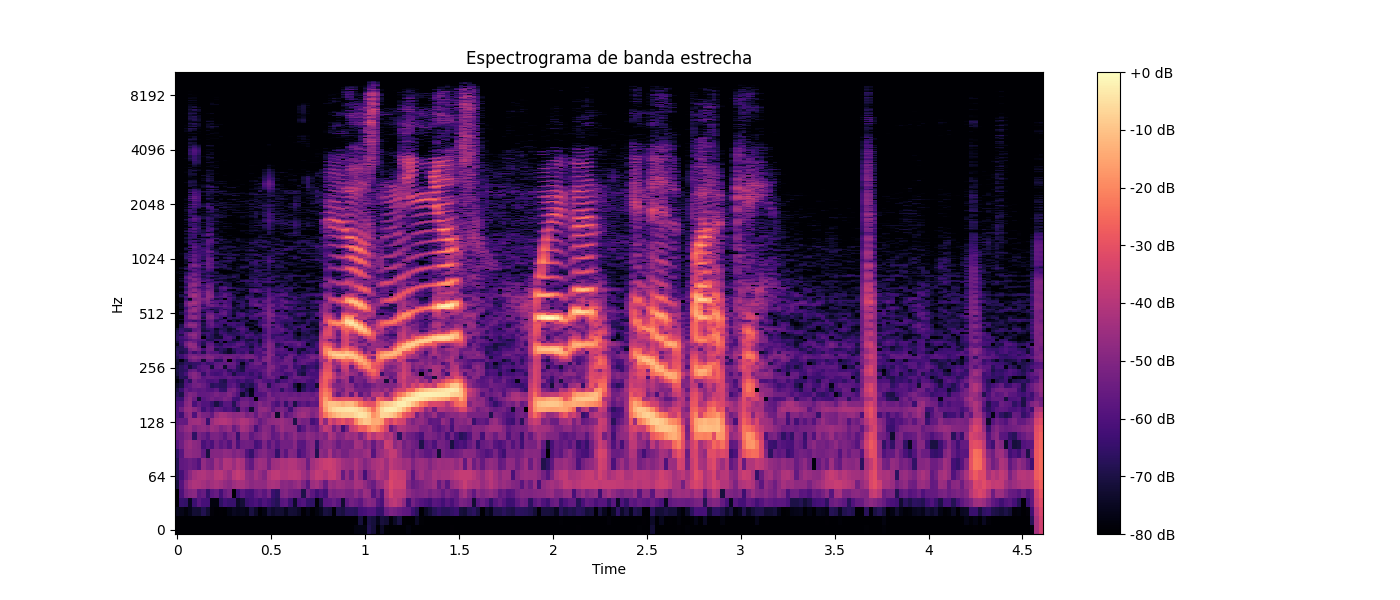 Espectrograma de banda estrecha
Hz
8192
4096
2048
1024
512
256
128
64
0
0 0.5 1 1.5 2 2.5 3 3.5 4 4.5
Time
+0 dB
-10 dB
-20 dB
-30 dB
-40 dB
-50 dB
-60 dB
-70 dB
-80 dB